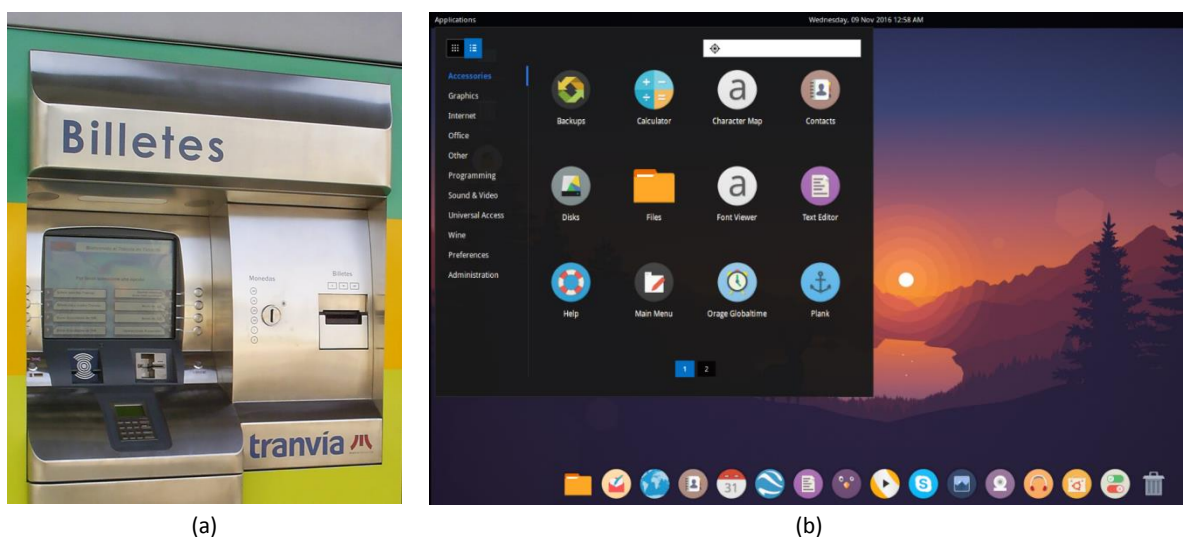 Billetes
Monedas
Billetes
tranvía
(a)
Applications
Wednesday, 09 Nov 2016 12:58 AM
Accessories
Graphics
Internet
Office
Other
Programming
Sound & Video
Universal Access
Wine
Preferences
Administration
Backups Calculator Character Map Contacts
Disks Files Font Viewer Text Editor
Help Main Menu Orage Globaltime Plank
1 2
31
(b)